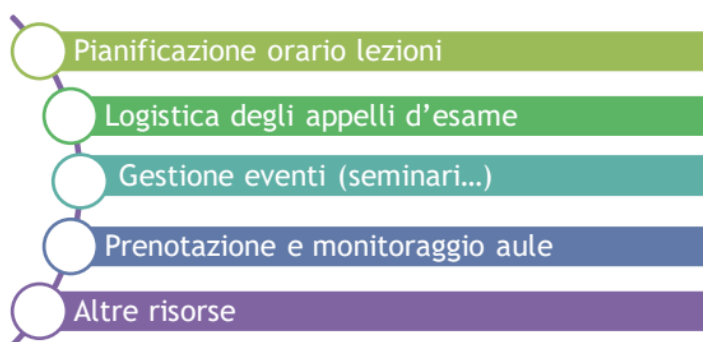 Pianificazione orario lezioni
Logistica degli appelli d’esame
Gestione eventi (seminari…)
Prenotazione e monitoraggio aule
Altre risorse